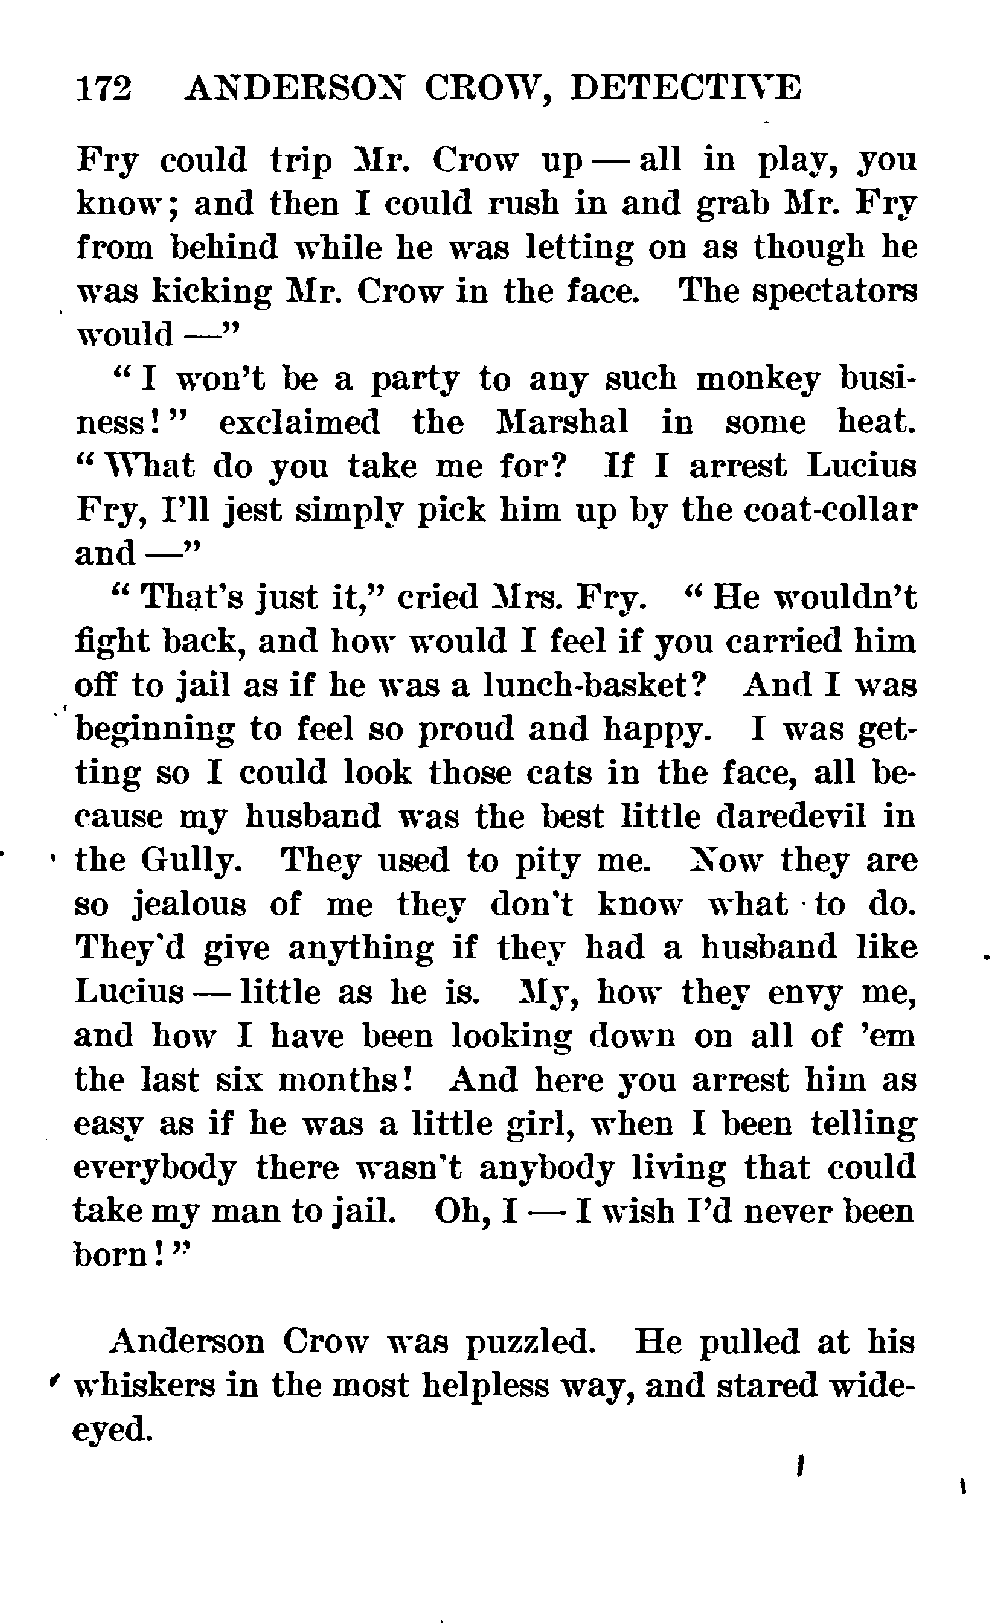 172 ANDERSON CROW, DETECTIVE
Fry could trip Mr. Crow up — all in play, you
know; and then I could rush in and grab Mr. Fry
from behind while he was letting on as though he
was kicking Mr. Crow in the face. The spectators
would —"
" I won't be a party to any such monkey busi-
ness! " exclaimed the Marshal in some heat.
" What do you take me for? If I arrest Lucius
Fry, I'll jest simply pick him up by the coat-collar
and —"
" That's just it," cried Mrs. Fry. " He wouldn't
fight back, and how would I feel if you carried him
off to jail as if he was a lunch-basket? And I was
beginning to feel so proud and happy. I was get-
ting so I could look those cats in the face, all be-
cause my husband was the best little daredevil in
the Gully. They used to pity me. Now they are
so jealous of me they don't know what to do.
They'd give anything if they had a husband like
Lucius — little as he is. My, how they envy me,
and how I have been looking down on all of 'em
the last six months! And here you arrest him as
easy as if he was a little girl, when I been telling
everybody there wasn't anybody living that could
take my man to jail. Oh, I — I wish I'd never been
born! "
Anderson Crow was puzzled. He pulled at his
whiskers in the most helpless way, and stared wide-
eyed.